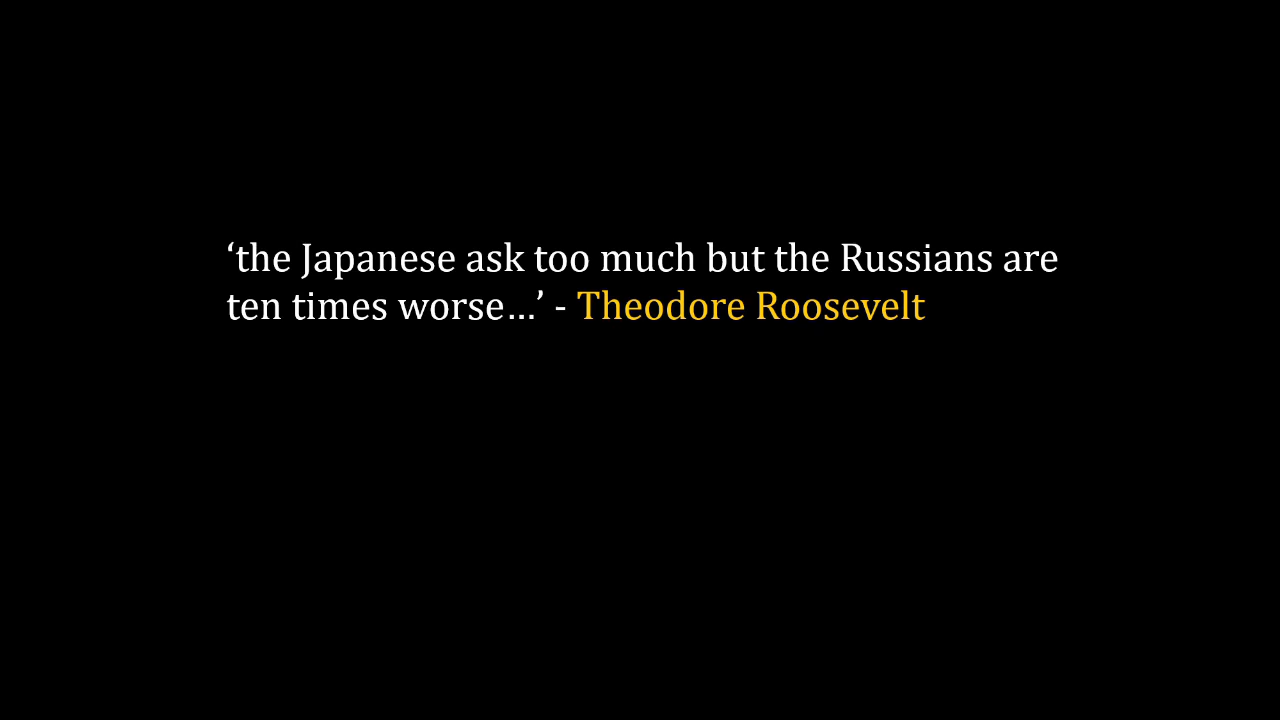 ‘the Japanese ask too much but the Russians are
ten times worse…’ - Theodore Roosevelt